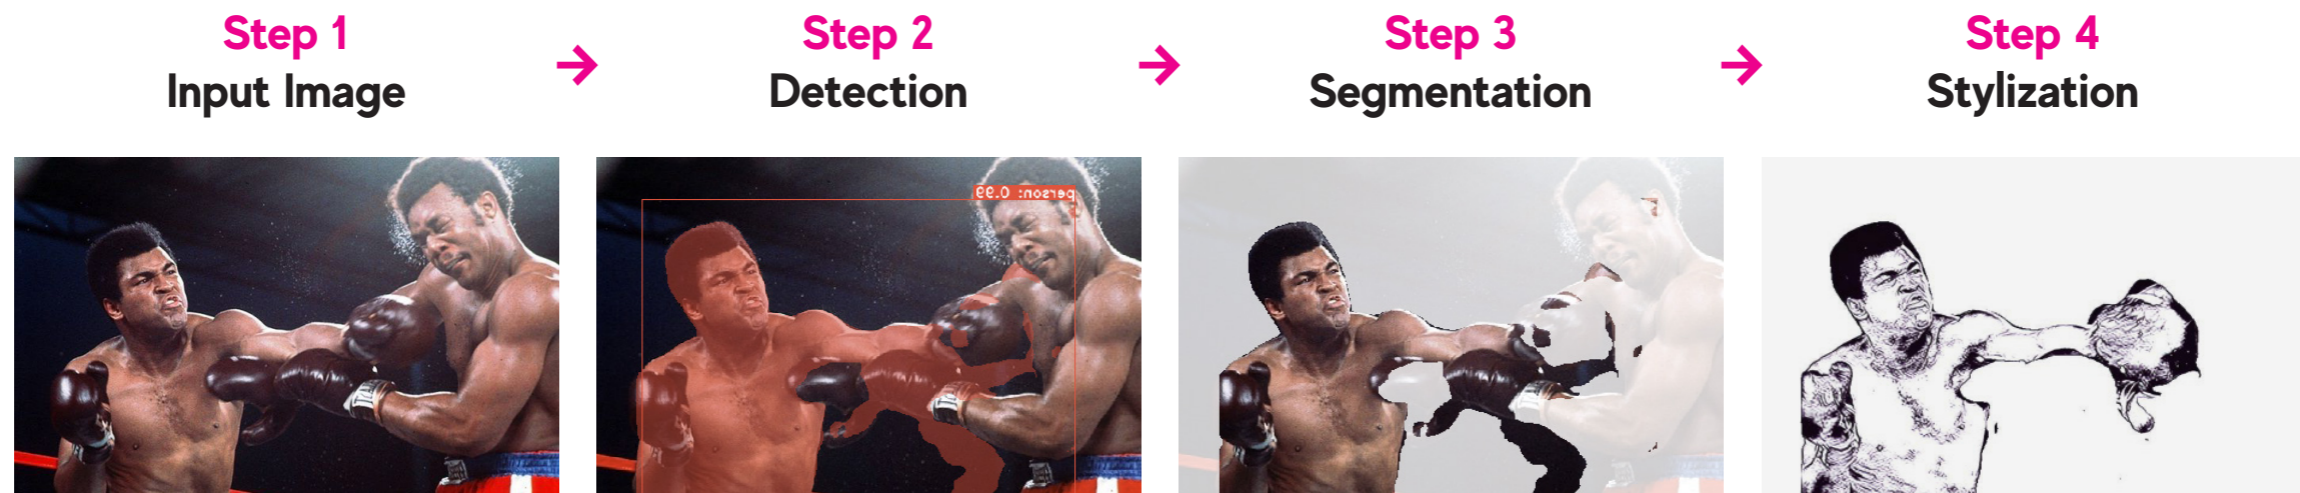 Step 1
Input Image
Step 2
Detection
Step 3
Segmentation
Step 4
Stylization
person: 0.99